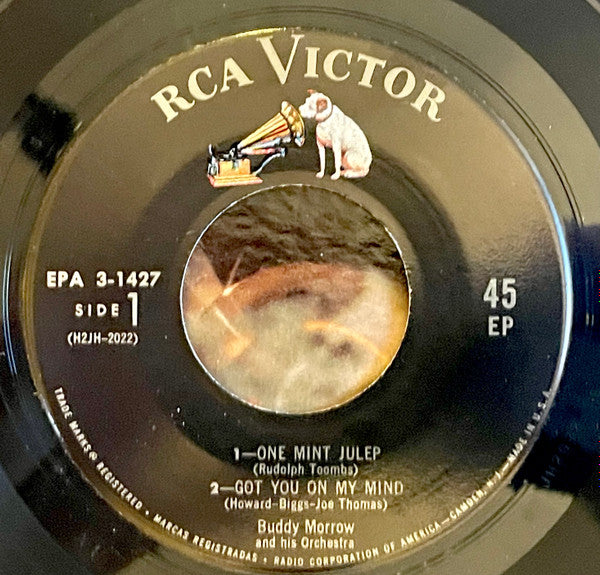 RCA VICTOR
EPA 3-1427
SIDE 1
(H2JH-2022)
45
EP
1—ONE MINT JULEP
(Rudolph Toombs)
2—GOT YOU ON MY MIND
(Howard-Biggs-Joe Thomas)
Buddy Morrow
and his Orchestra
TRADE MARKS ® REGISTERED • MARCAS REGISTRADAS • RADIO CORPORATION OF AMERICA—CAMDEN, N. J.—MADE IN U.S.A.